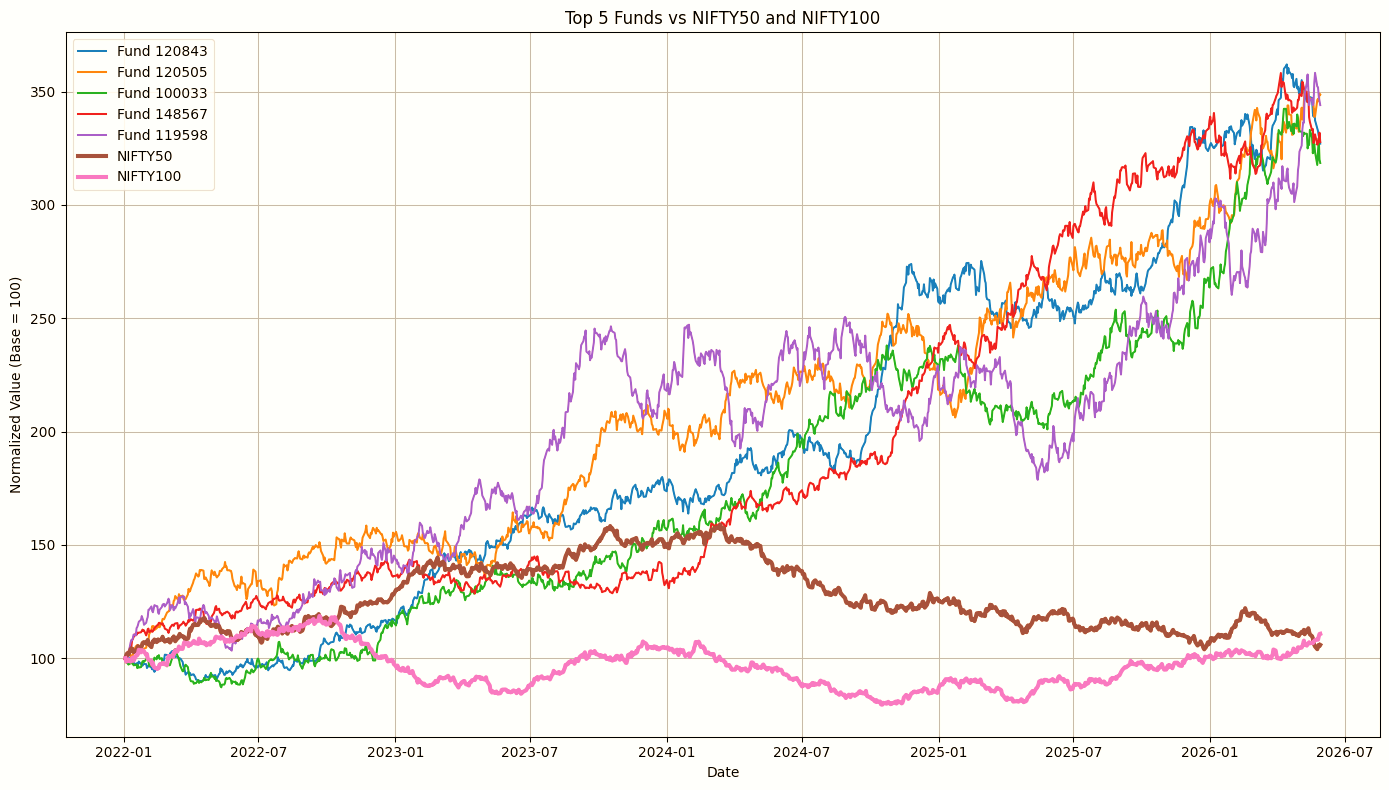 Top 5 Funds vs NIFTY50 and NIFTY100
Fund 120843
Fund 120505
Fund 100033
Fund 148567
Fund 119598
NIFTY50
NIFTY100
Normalized Value (Base = 100)
350
300
250
200
150
100
2022-01 2022-07 2023-01 2023-07 2024-01 2024-07 2025-01 2025-07 2026-01 2026-07
Date